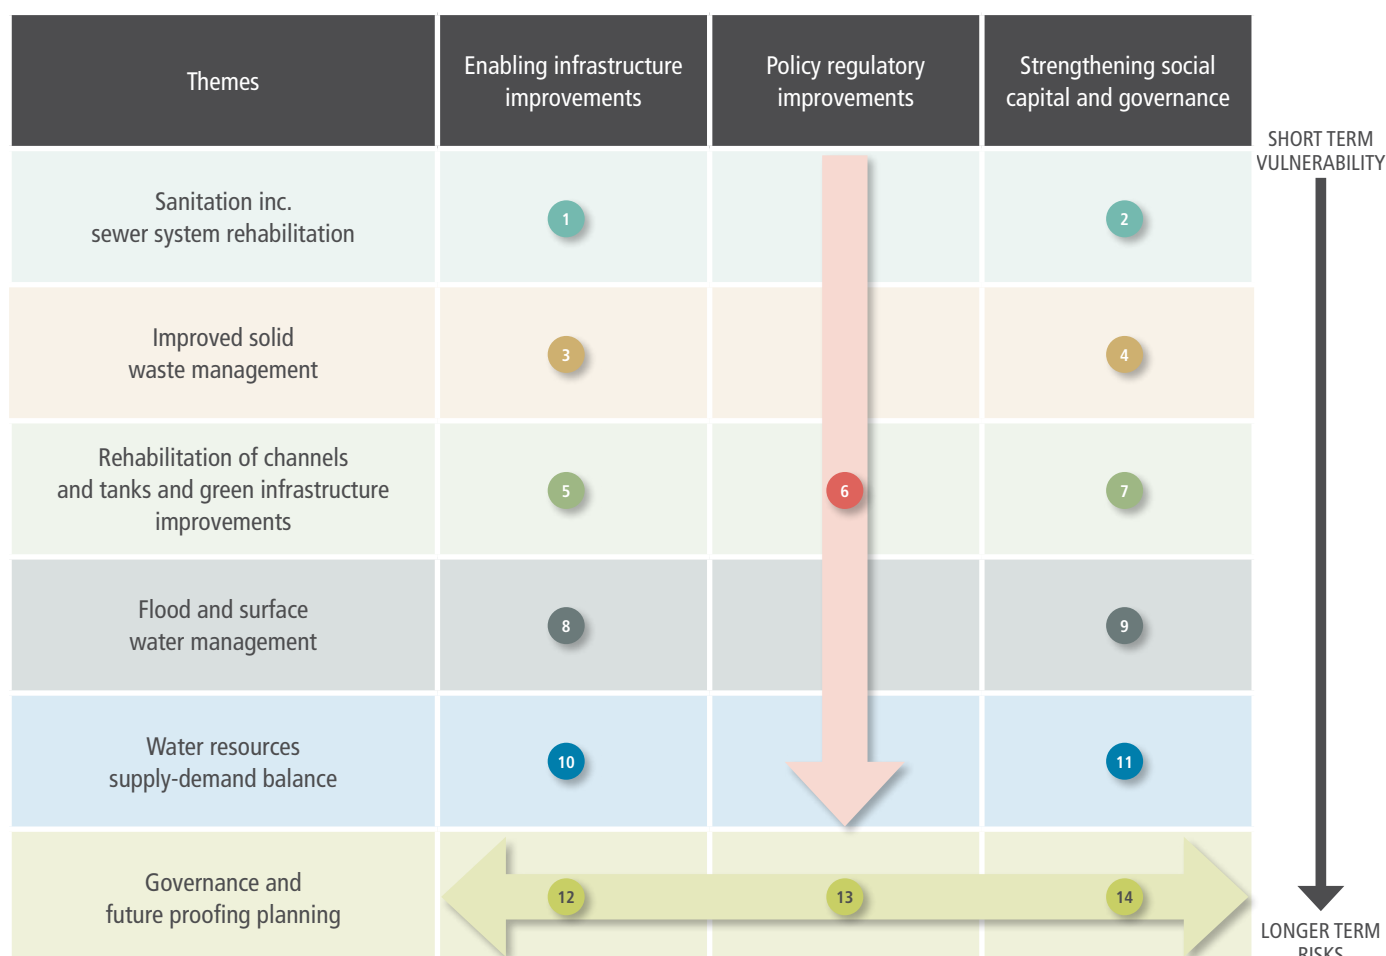 Themes
Enabling infrastructure
improvements
Policy regulatory
improvements
Strengthening social
capital and governance
SHORT TERM
VULNERABILITY
Sanitation inc.
sewer system rehabilitation
1
2
Improved solid
waste management
3
4
Rehabilitation of channels
and tanks and green infrastructure
improvements
5
6
7
Flood and surface
water management
8
9
Water resources
supply-demand balance
10
11
Governance and
future proofing planning
12
13
14
LONGER TERM
RISKS